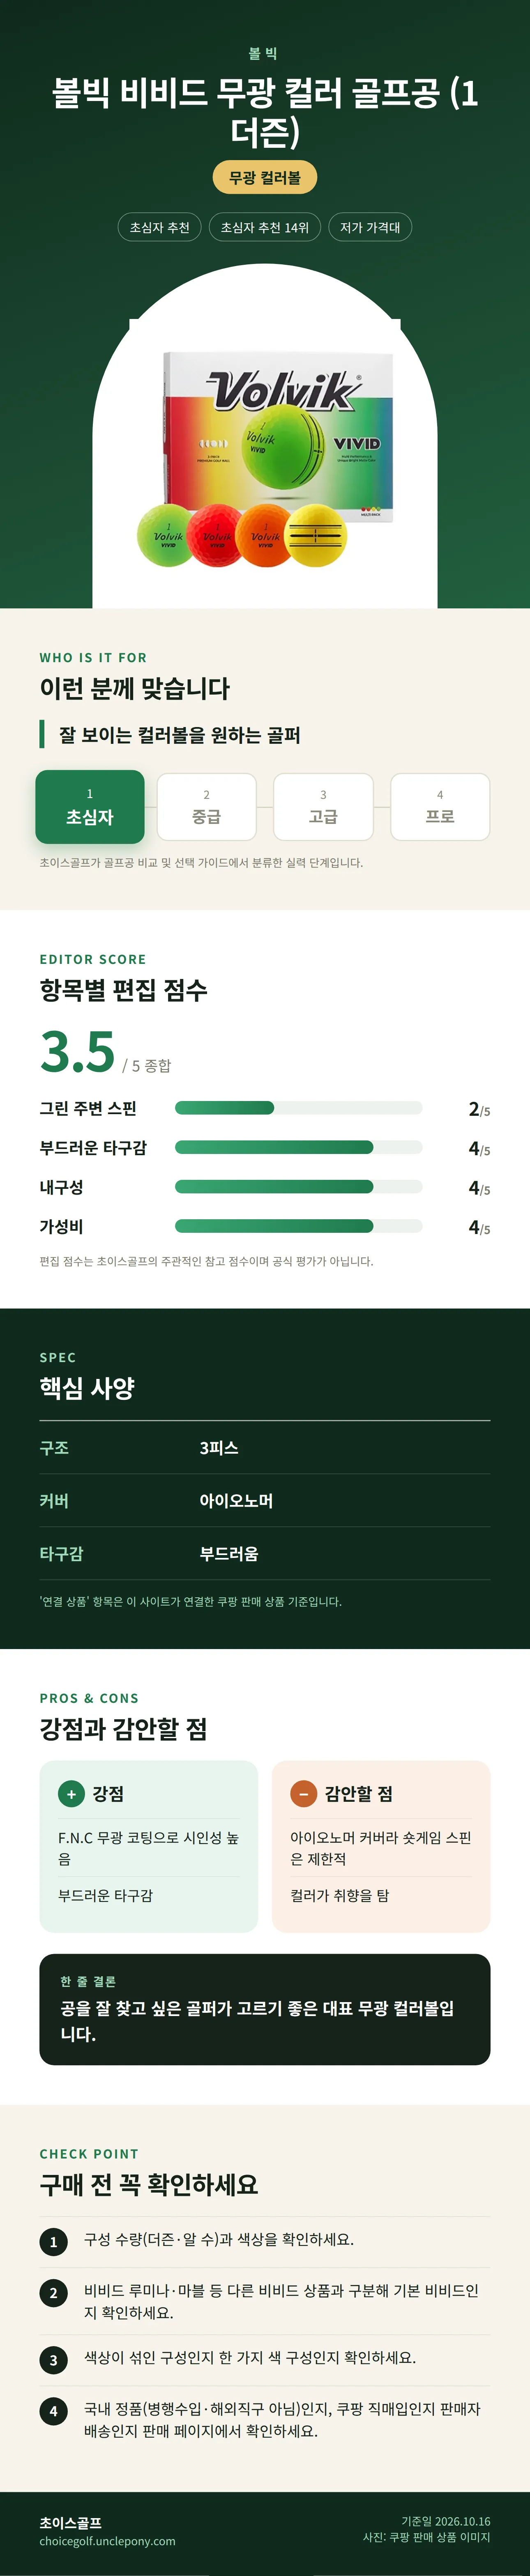 볼빅
볼빅 비비드 무광 컬러 골프공 (1
더즌)
무광 컬러볼
초심자 추천
초심자 추천 14위
저가 가격대
Volvik
Volvik
VIVID
VIVID
1
Volvik
VIVID
1
Volvik
VIVID
1
Volvik
VIVID
WHO IS IT FOR
이런 분께 맞습니다
잘 보이는 컬러볼을 원하는 골퍼
1
초심자
2
중급
3
고급
4
프로
초이스골프가 골프공 비교 및 선택 가이드에서 분류한 실력 단계입니다.
EDITOR SCORE
항목별 편집 점수
3.5 / 5 종합
그린 주변 스핀 2/5
부드러운 타구감 4/5
내구성 4/5
가성비 4/5
편집 점수는 초이스골프의 주관적인 참고 점수이며 공식 평가가 아닙니다.
SPEC
핵심 사양
구조 3피스
커버 아이오노머
타구감 부드러움
'연결 상품' 항목은 이 사이트가 연결한 쿠팡 판매 상품 기준입니다.
PROS & CONS
강점과 감안할 점
+ 강점
F.N.C 무광 코팅으로 시인성 높
음
부드러운 타구감
− 감안할 점
아이오노머 커버라 숏게임 스핀
은 제한적
컬러가 취향을 탐
한 줄 결론
공을 잘 찾고 싶은 골퍼가 고르기 좋은 대표 무광 컬러볼입
니다.
CHECK POINT
구매 전 꼭 확인하세요
1 구성 수량(더즌·알 수)과 색상을 확인하세요.
2 비비드 루미나·마블 등 다른 비비드 상품과 구분해 기본 비비드인
지 확인하세요.
3 색상이 섞인 구성인지 한 가지 색 구성인지 확인하세요.
4 국내 정품(병행수입·해외직구 아님)인지, 쿠팡 직매입인지 판매자
배송인지 판매 페이지에서 확인하세요.
초이스골프
choicegolf.unclepony.com
기준일 2026.10.16
사진: 쿠팡 판매 상품 이미지